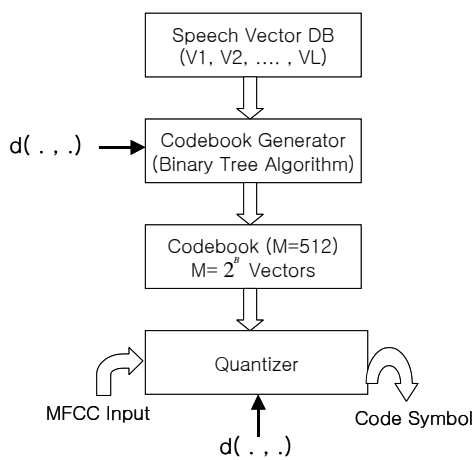 Speech Vector DB
(V1, V2, .... , VL)
d( . , .)
Codebook Generator
(Binary Tree Algorithm)
Codebook (M=512)
M= 2^B Vectors
Quantizer
MFCC Input
Code Symbol
d( . , .)